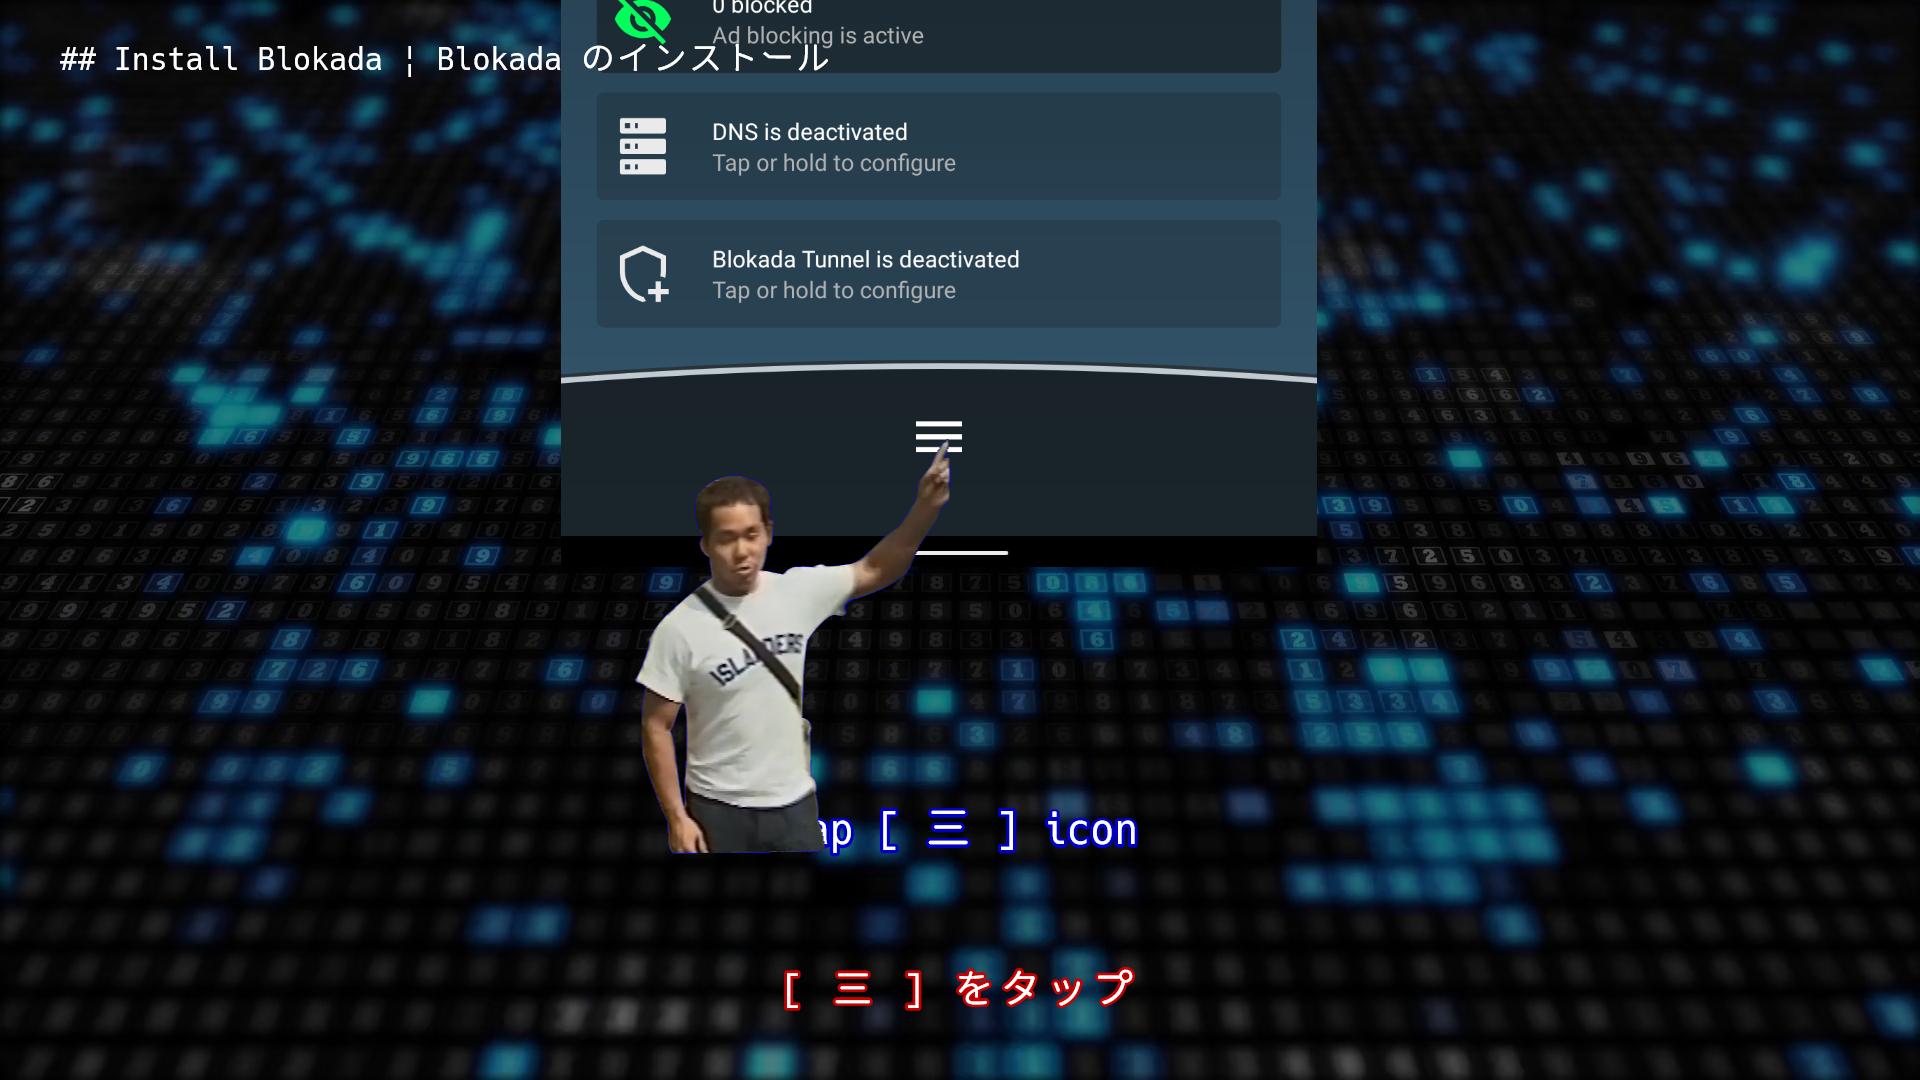 0 blocked
Ad blocking is active
## Install Blokada ¦ Blokada のインストール
DNS is deactivated
Tap or hold to configure
Blokada Tunnel is deactivated
Tap or hold to configure
ap [ 三 ] icon
[ 三 ] をタップ